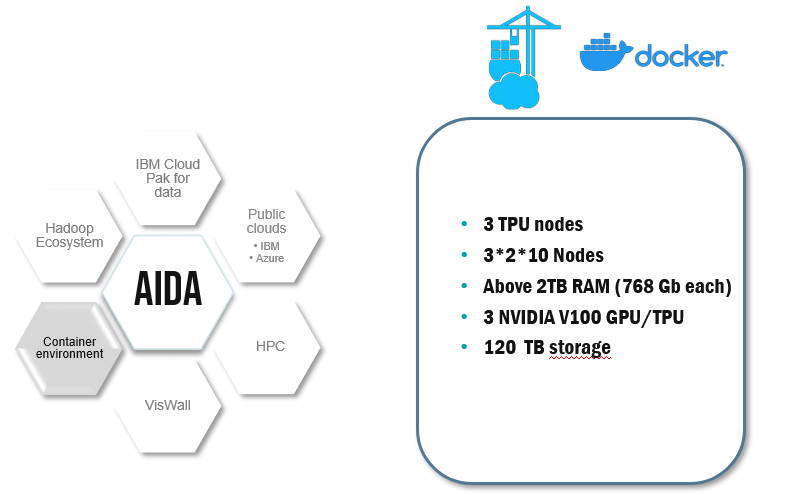 docker
IBM Cloud
Pak for
data
Hadoop
Ecosystem
Public
clouds
• IBM
• Azure
AIDA
Container
environment
HPC
VisWall
• 3 TPU nodes
• 3*2*10 Nodes
• Above 2TB RAM (768 Gb each)
• 3 NVIDIA V100 GPU/TPU
• 120 TB storage